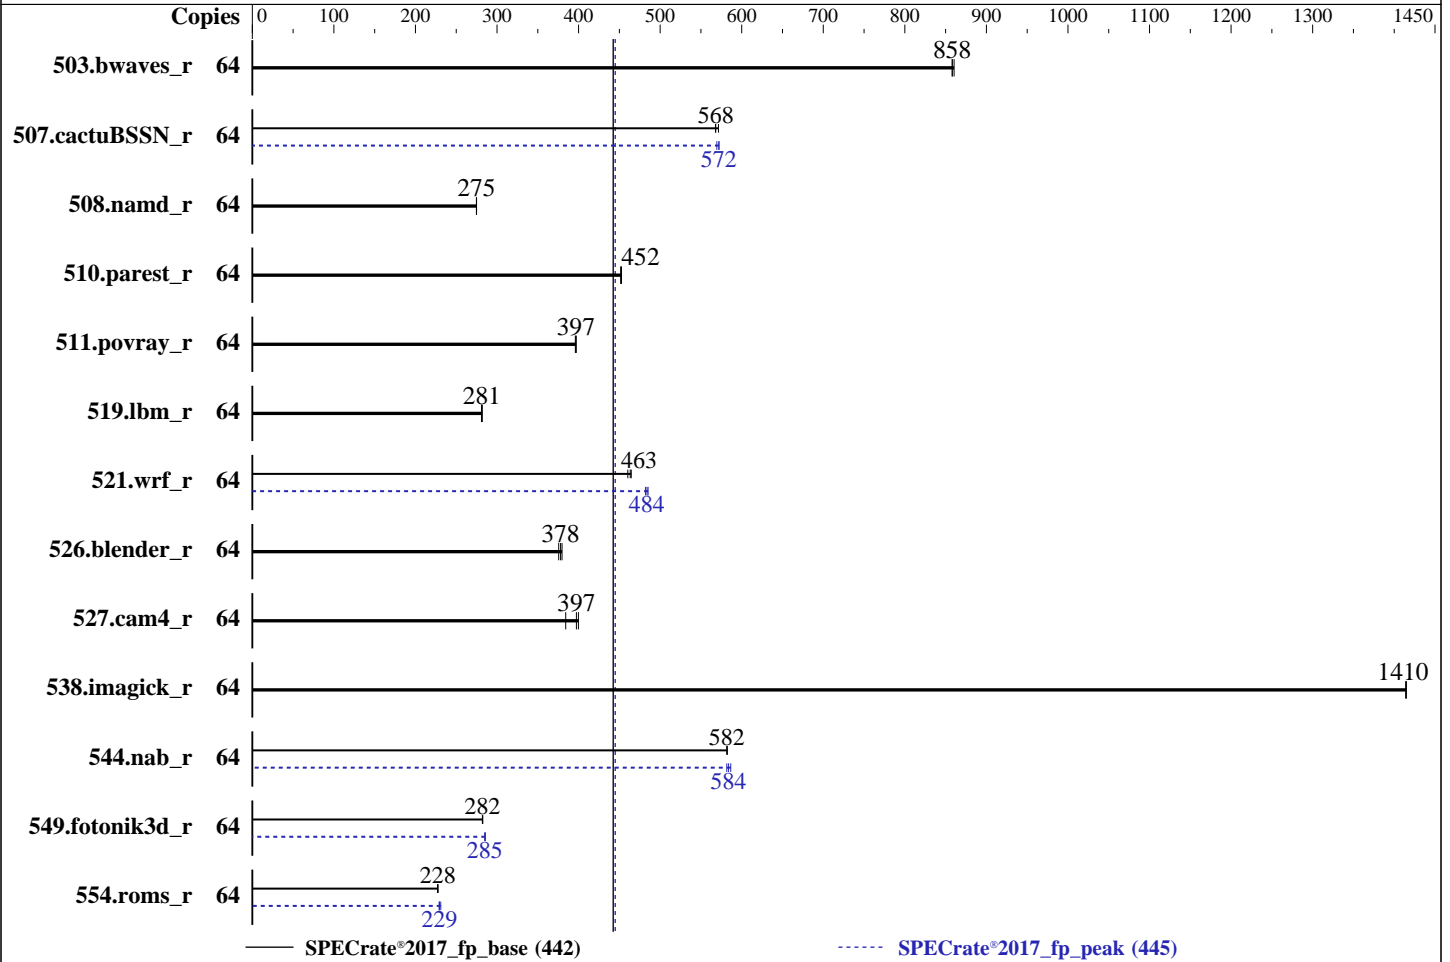 Copies 0 100 200 300 400 500 600 700 800 900 1000 1100 1200 1300 1450
503.bwaves_r 64 858
507.cactuBSSN_r 64 568
572
508.namd_r 64 275
510.parest_r 64 452
511.povray_r 64 397
519.lbm_r 64 281
521.wrf_r 64 463
484
526.blender_r 64 378
527.cam4_r 64 397
538.imagick_r 64 1410
544.nab_r 64 582
584
549.fotonik3d_r 64 282
285
554.roms_r 64 228
229
SPECrate®2017_fp_base (442) SPECrate®2017_fp_peak (445)